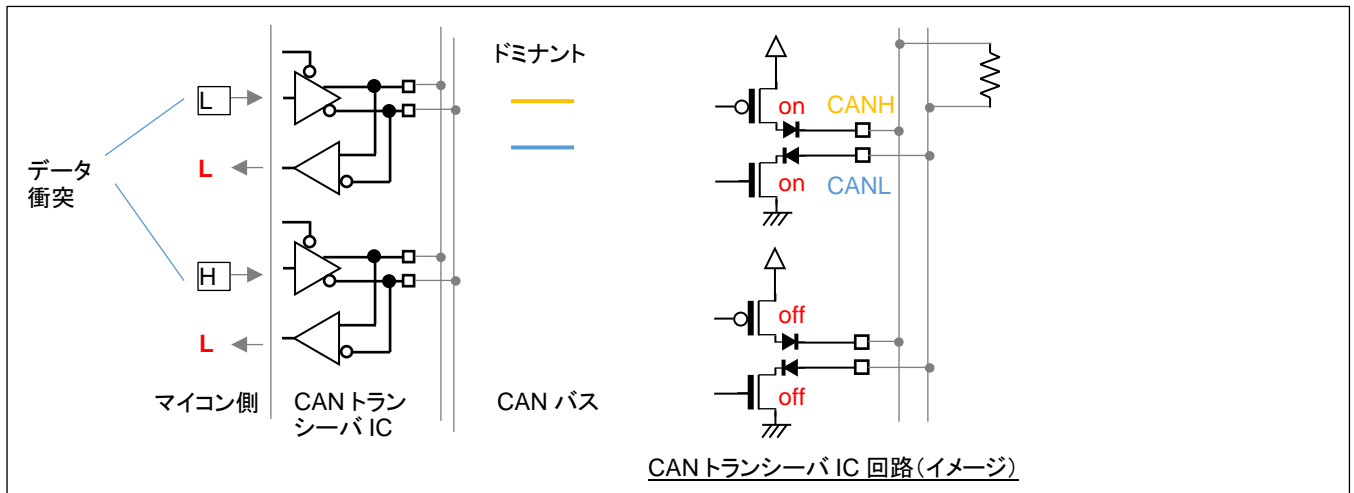 ドミナント
L
L
データ
衝突
H
L
マイコン側
CAN トラン
シーバ IC
CAN バス
on
CANH
on
CANL
off
off
CAN トランシーバ IC 回路（イメージ）